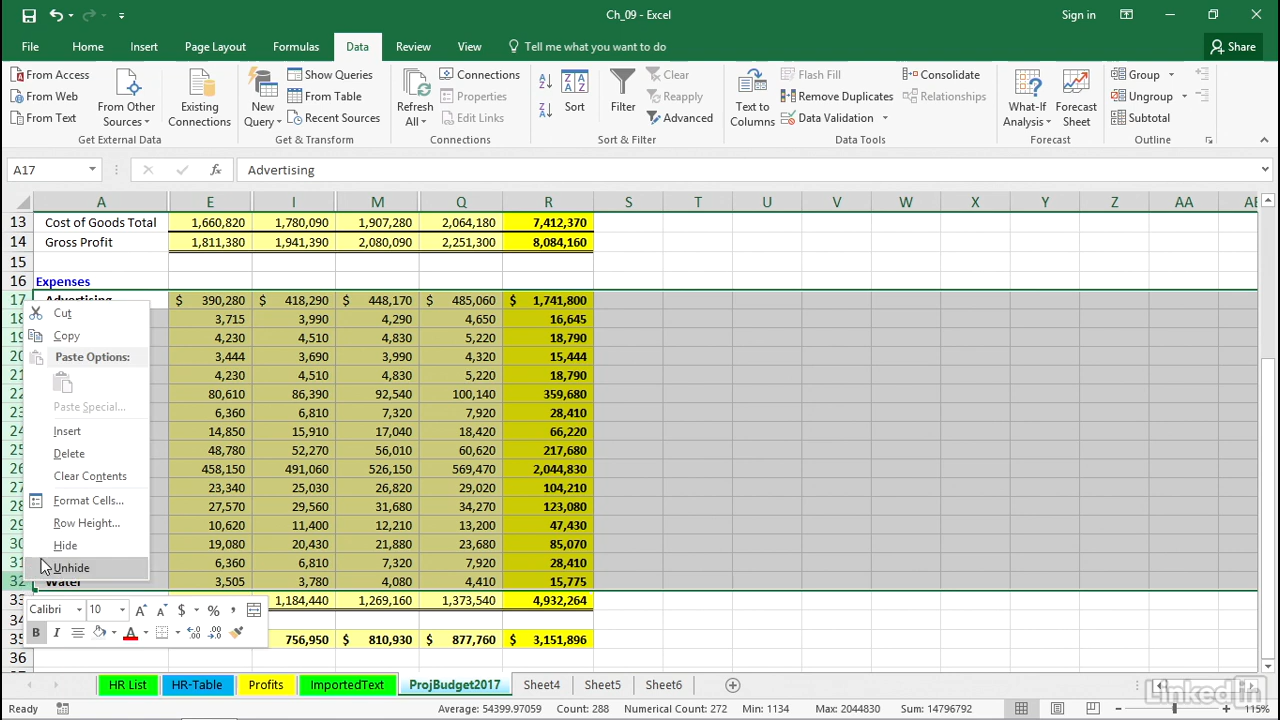 Ch_09 - Excel
Sign in
File Home Insert Page Layout Formulas Data Review View Tell me what you want to do Share
From Access
From Web
From Text
From Other Sources
Existing Connections
Get External Data
New Query
Show Queries
From Table
Recent Sources
Get & Transform
Refresh All
Connections
Properties
Edit Links
Connections
Sort
Filter
Clear
Reapply
Advanced
Sort & Filter
Text to Columns
Flash Fill
Remove Duplicates
Data Validation
Consolidate
Relationships
Data Tools
What-If Analysis
Forecast Sheet
Forecast
Group
Ungroup
Subtotal
Outline
A17 fx Advertising
A E I M Q R S T U V W X Y Z AA AE
13 Cost of Goods Total 1,660,820 1,780,090 1,907,280 2,064,180 7,412,370
14 Gross Profit 1,811,380 1,941,390 2,080,090 2,251,300 8,084,160
15
16 Expenses
17 Advertising $ 390,280 $ 418,290 $ 448,170 $ 485,060 $ 1,741,800
18 3,715 3,990 4,290 4,650 16,645
19 4,230 4,510 4,830 5,220 18,790
20 3,444 3,690 3,990 4,320 15,444
21 4,230 4,510 4,830 5,220 18,790
22 80,610 86,390 92,540 100,140 359,680
23 6,360 6,810 7,320 7,920 28,410
24 14,850 15,910 17,040 18,420 66,220
25 48,780 52,270 56,010 60,620 217,680
26 458,150 491,060 526,150 569,470 2,044,830
27 23,340 25,030 26,820 29,020 104,210
28 27,570 29,560 31,680 34,270 123,080
29 10,620 11,400 12,210 13,200 47,430
30 19,080 20,430 21,880 23,680 85,070
31 6,360 6,810 7,320 7,920 28,410
32 Water 3,505 3,780 4,080 4,410 15,775
33 1,184,440 1,269,160 1,373,540 4,932,264
34
35 756,950 $ 810,930 $ 877,760 $ 3,151,896
36
Cut
Copy
Paste Options:
Paste Special...
Insert
Delete
Clear Contents
Format Cells...
Row Height...
Hide
Unhide
Calibri 10 A A $ % ,
B I A
HR List HR-Table Profits ImportedText ProjBudget2017 Sheet4 Sheet5 Sheet6
Ready Average: 54399.97059 Count: 288 Numerical Count: 272 Min: 1134 Max: 2044830 Sum: 14796792 115%
LinkedIn